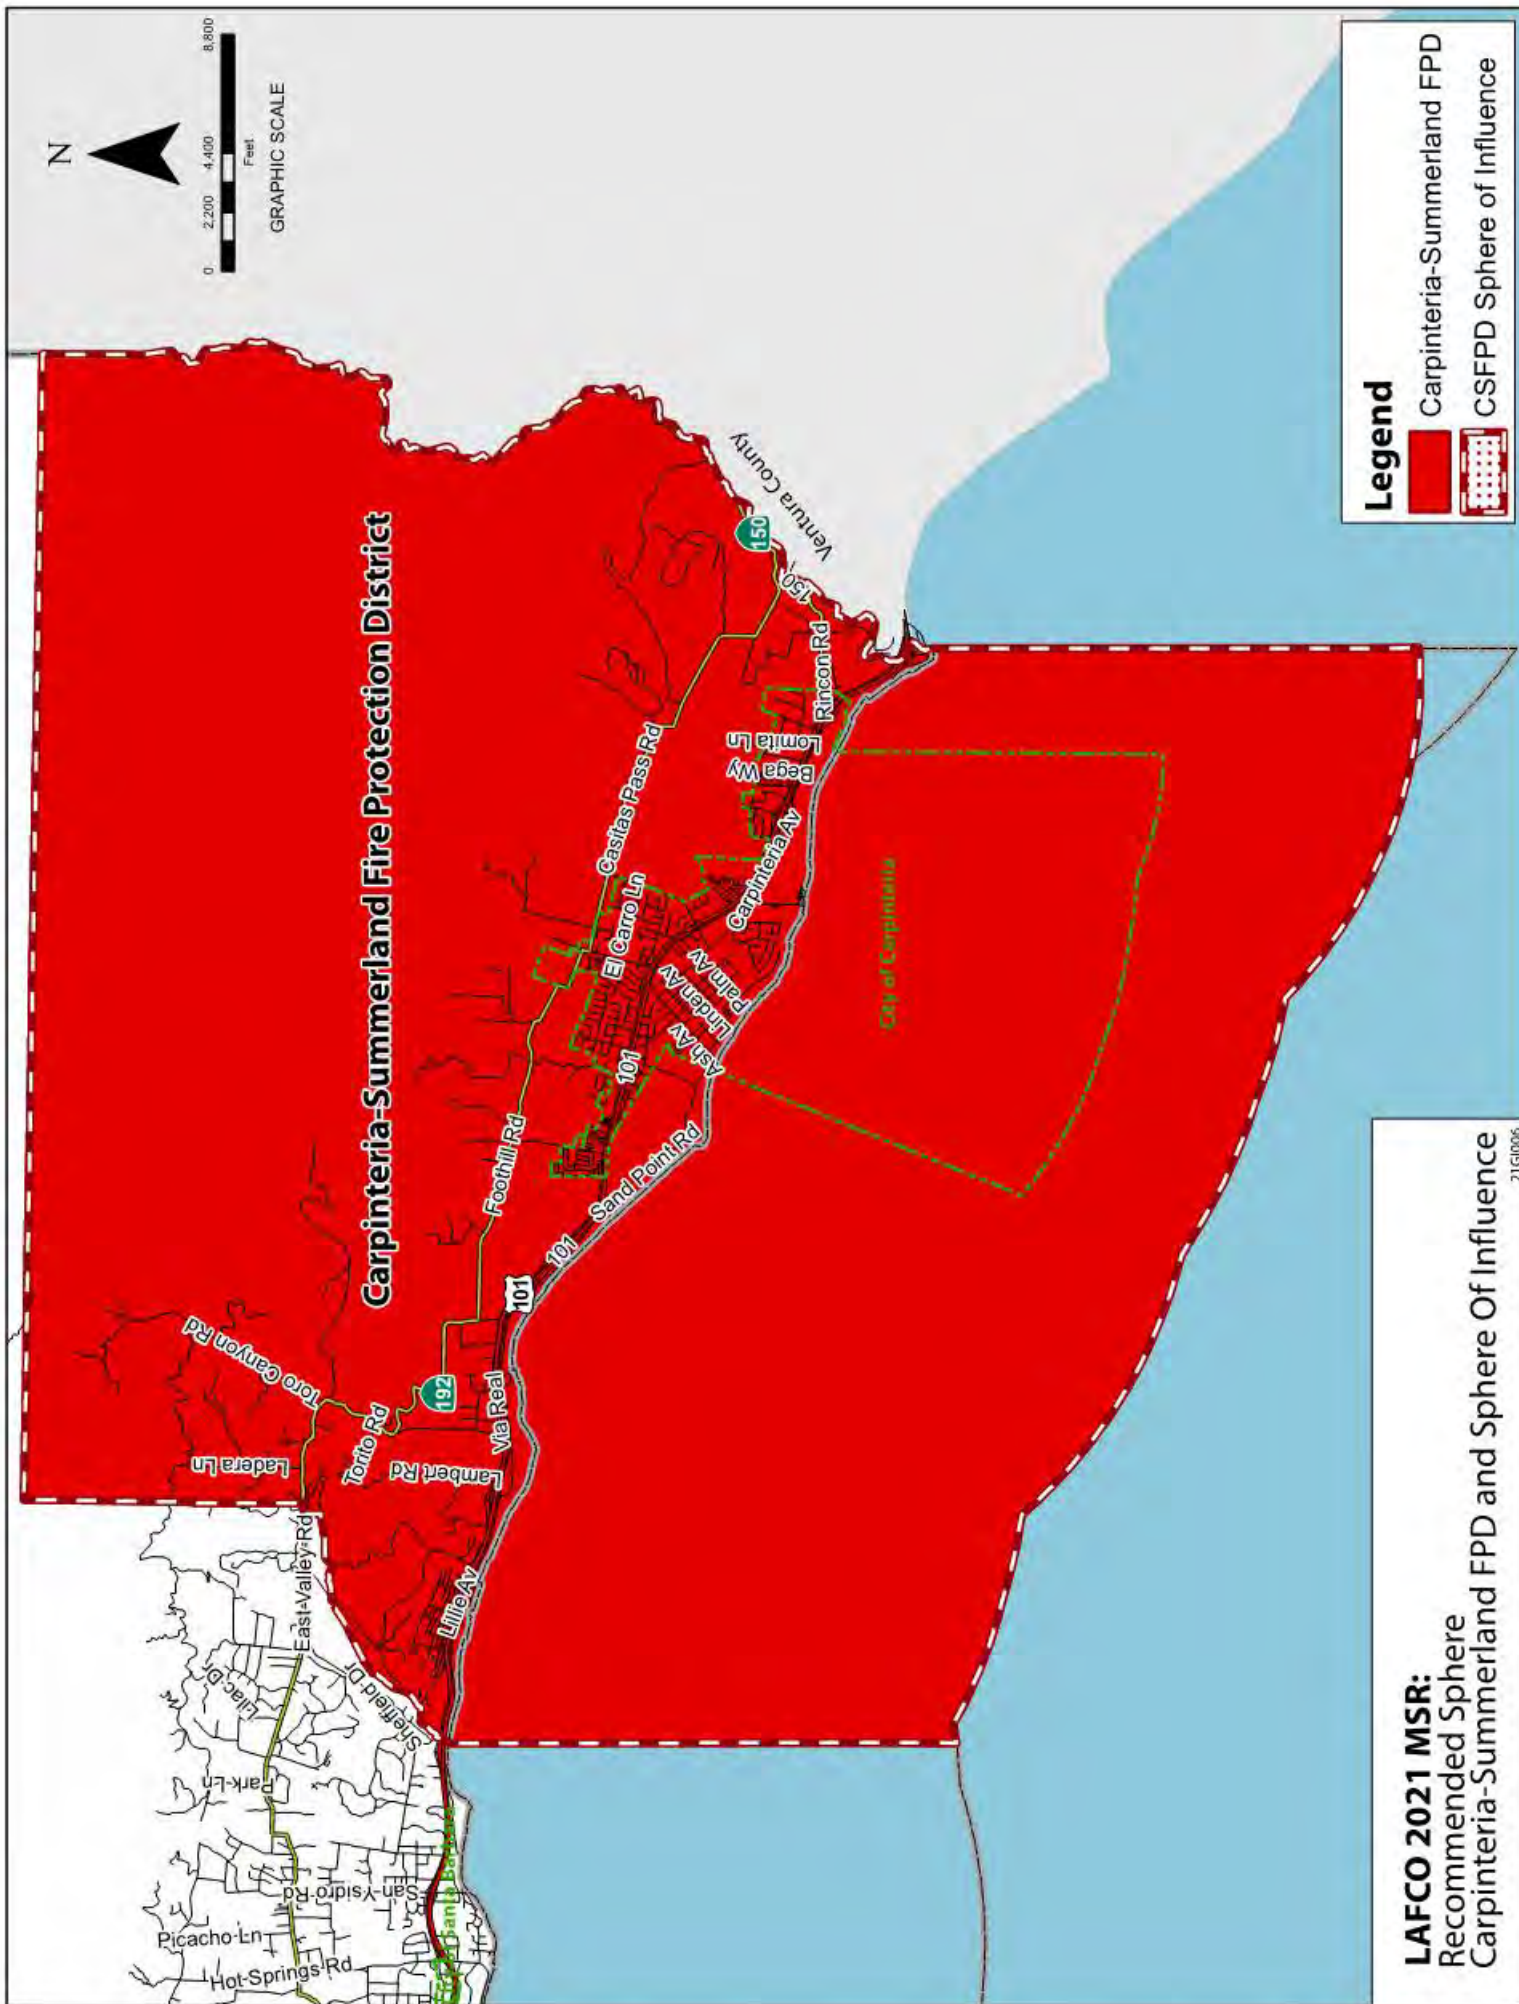 N
0
2,200
4,400
8,800
Feet
GRAPHIC SCALE
Carpinteria-Summerland Fire Protection District
Toro Canyon Rd
Ladera Ln
Torito Rd
Lambert Rd
192
Via Real
Foothill Rd
Casitas Pass Rd
El Carro Ln
150
150
Ventura County
Rincon Rd
Lomita Ln
Bega Wy
Carpinteria Av
Palm Av
Linden Av
Ash Av
101
Sand Point Rd
101
101
Lillie Av
East Valley Rd
Lilac Dr
Sheffield Dr
Park Ln
San Ysidro Rd
Picacho Ln
Hot Springs Rd
Santa Barbara
City of Carpinteria
Legend
Carpinteria-Summerland FPD
CSFPD Sphere of Influence
LAFCO 2021 MSR:
Recommended Sphere
Carpinteria-Summerland FPD and Sphere Of Influence
21GI006